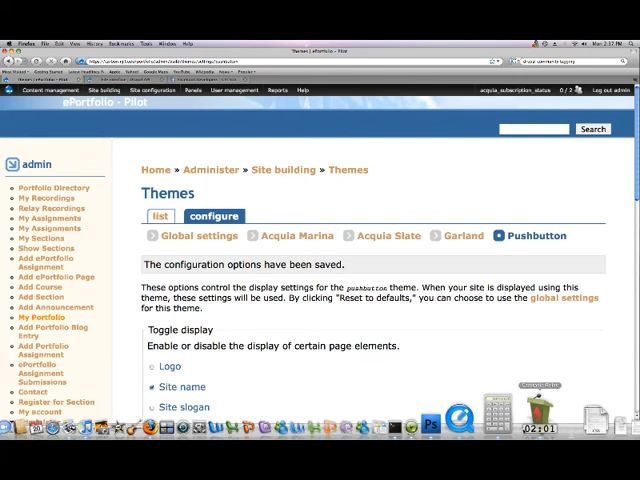 Firefox File Edit View History Bookmarks Tools Window Help Mon 2:37 PM
Themes | ePortfolio - Pilot
Content management Site building Site configuration Panels User management Reports Help acquia_subscription_status 0 / 2 Log out admin
ePortfolio - Pilot
Search
admin
Portfolio Directory
My Recordings
Relay Recordings
My Assignments
My Assignments
My Sections
Show Sections
Add ePortfolio
Assignment
Add ePortfolio Page
Add Course
Add Section
Add Announcement
My Portfolio
Add Portfolio Blog
Entry
Add Portfolio
Assignment
ePortfolio
Assignment
Submissions
Contact
Register for Section
My account
Home » Administer » Site building » Themes
Themes
list configure
Global settings Acquia Marina Acquia Slate Garland Pushbutton
The configuration options have been saved.
These options control the display settings for the pushbutton theme. When your site is displayed using this
theme, these settings will be used. By clicking "Reset to defaults," you can choose to use the global settings
for this theme.
Toggle display
Enable or disable the display of certain page elements.
Logo
Site name
Site slogan
02:01